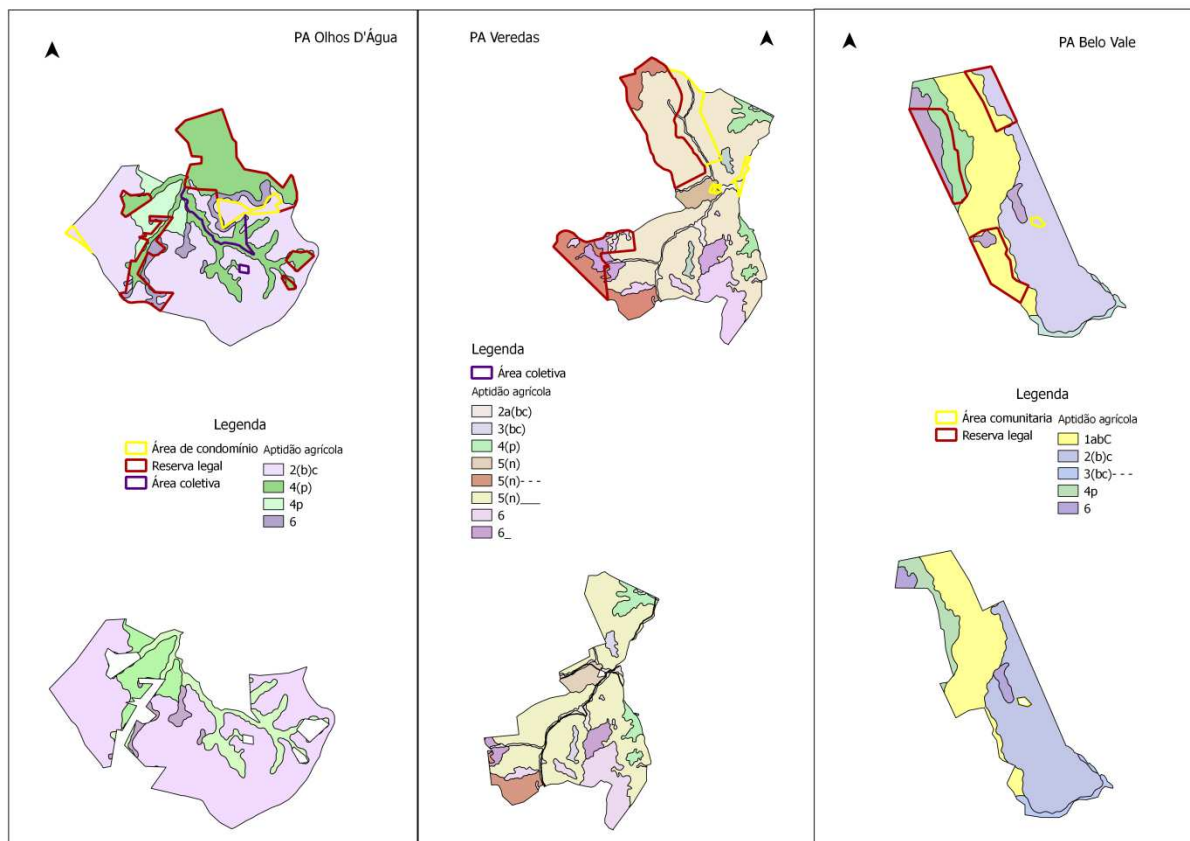 PA Olhos D'Água
Legenda
Área de condomínio
Reserva legal
Área coletiva
Aptidão agrícola
2(b)c
4(p)
4p
6
PA Veredas
Legenda
Área coletiva
Aptidão agrícola
2a(bc)
3(bc)
4(p)
5(n)
5(n)- - -
5(n)___
6
6_
PA Belo Vale
Legenda
Área comunitaria
Reserva legal
Aptidão agrícola
1abC
2(b)c
3(bc)- - -
4p
6